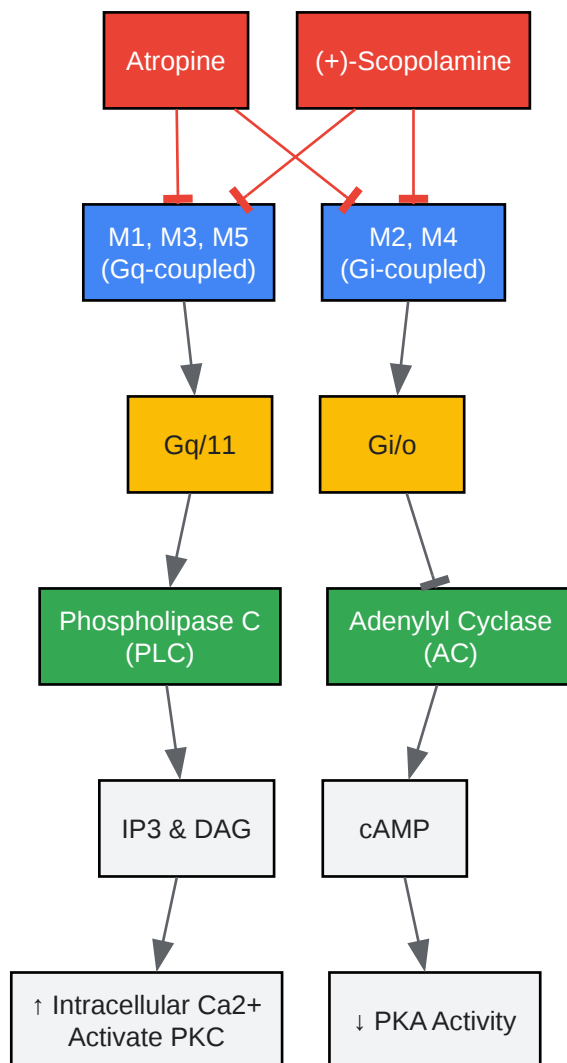 Atropine
(+)-Scopolamine
M1, M3, M5
(Gq-coupled)
M2, M4
(Gi-coupled)
Gq/11
Gi/o
Phospholipase C
(PLC)
Adenylyl Cyclase
(AC)
IP3 & DAG
cAMP
↑ Intracellular Ca2+
Activate PKC
↓ PKA Activity